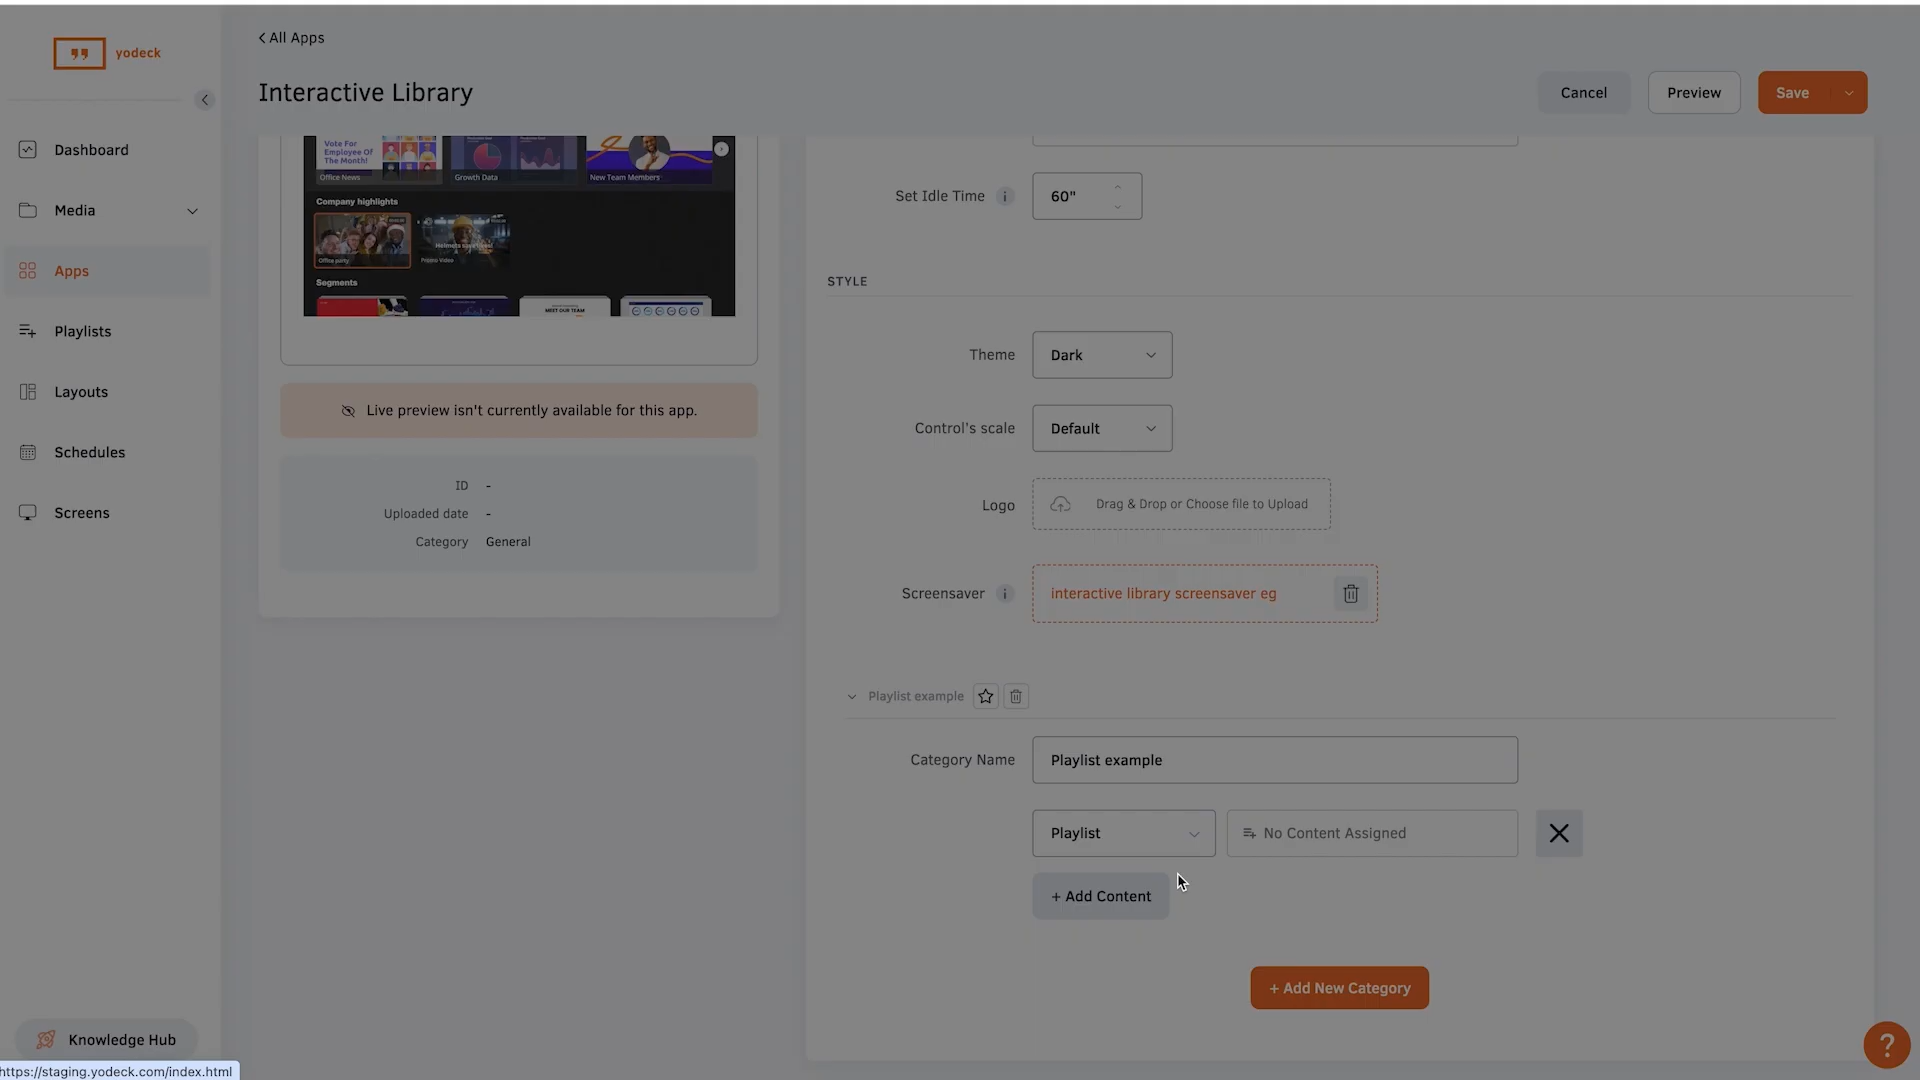 yodeck
Dashboard
Media
Apps
Playlists
Layouts
Schedules
Screens
Knowledge Hub
https://staging.yodeck.com/index.html
All Apps
Interactive Library
Cancel
Preview
Save
Vote For
Employee Of
The Month!
Office News
Growth Data
New Team Members
Company highlights
Office party
Helmets save lives!
Promo Video
Segments
MEET OUR TEAM
Live preview isn't currently available for this app.
ID -
Uploaded date -
Category General
Set Idle Time i 60"
STYLE
Theme Dark
Control's scale Default
Logo Drag & Drop or Choose file to Upload
Screensaver i interactive library screensaver eg
Playlist example
Category Name Playlist example
Playlist No Content Assigned
+ Add Content
+ Add New Category
?